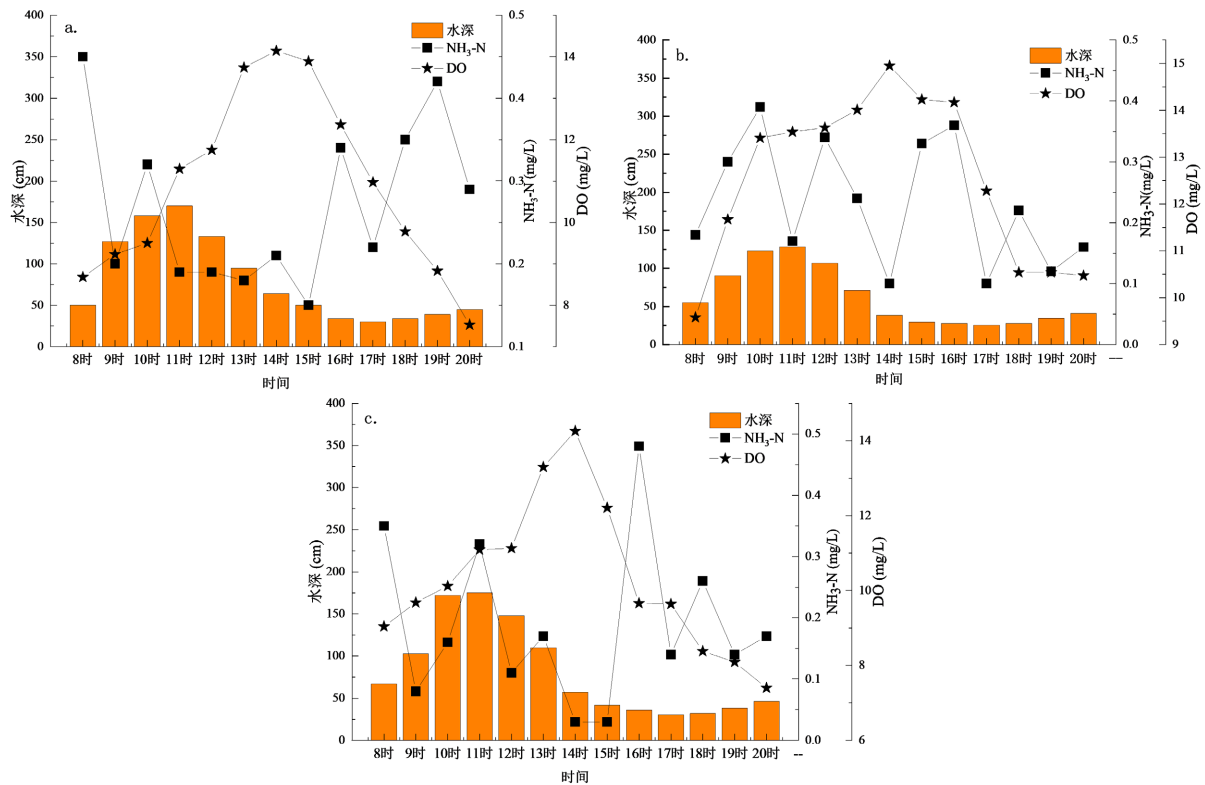 a.
水深
NH3-N
DO
400
350
300
250
200
150
100
50
0
水深 (cm)
0.5
0.4
0.3
0.2
0.1
NH3-N (mg/L)
14
12
10
8
DO (mg/L)
8时 9时 10时 11时 12时 13时 14时 15时 16时 17时 18时 19时 20时
时间
b.
水深
NH3-N
DO
400
350
300
250
200
150
100
50
0
水深 (cm)
0.5
0.4
0.3
0.2
0.1
0.0
NH3-N(mg/L)
15
14
13
12
11
10
9
DO (mg/L)
8时 9时 10时 11时 12时 13时 14时 15时 16时 17时 18时 19时 20时 --
时间
c.
水深
NH3-N
DO
400
350
300
250
200
150
100
50
0
水深 (cm)
0.5
0.4
0.3
0.2
0.1
0.0
NH3-N (mg/L)
14
12
10
8
6
DO (mg/L)
8时 9时 10时 11时 12时 13时 14时 15时 16时 17时 18时 19时 20时 --
时间